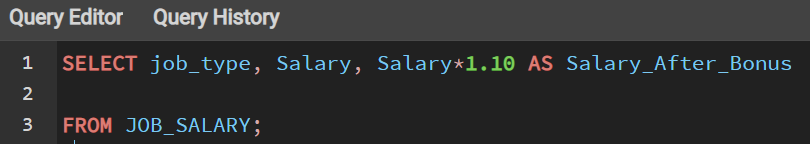 Query Editor Query History
1 SELECT job_type, Salary, Salary*1.10 AS Salary_After_Bonus
2
3 FROM JOB_SALARY;